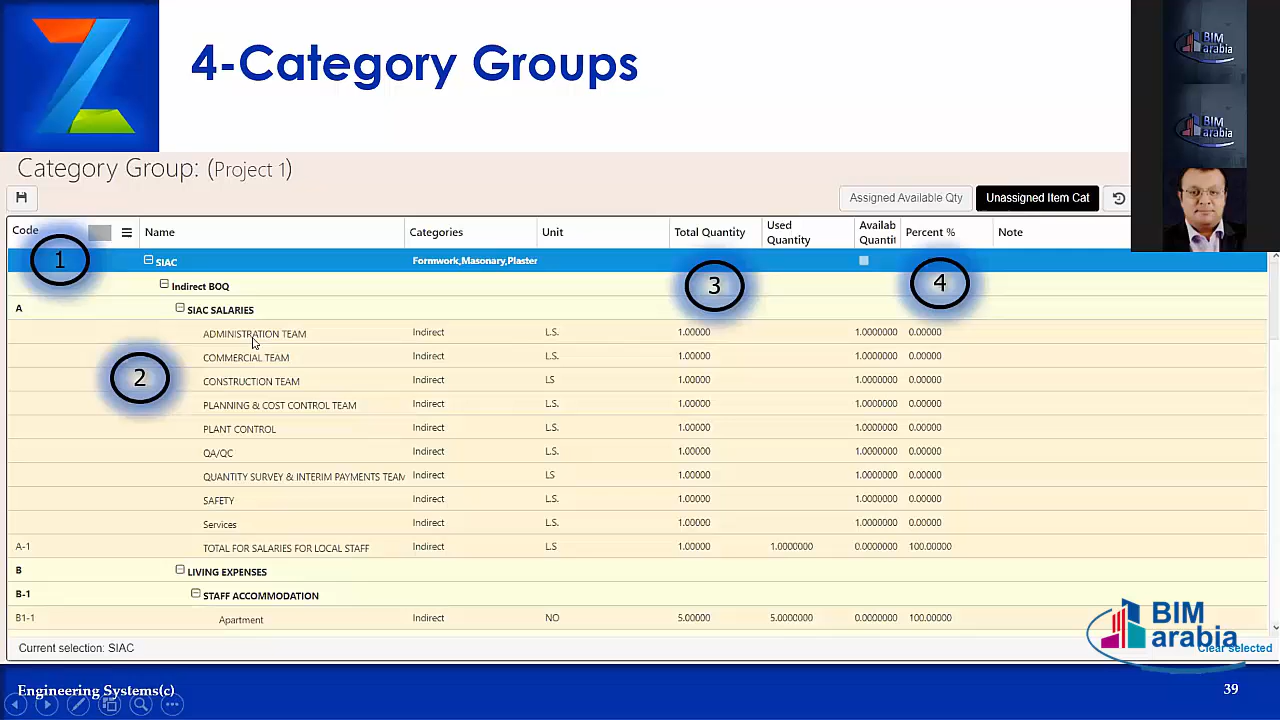 4-Category Groups
BIM
arabia
BIM
arabia
Category Group: (Project 1)
Assigned Available Qty
Unassigned Item Cat
Code Name Categories Unit Total Quantity Used Quantity Availab Quantit Percent % Note
1
SIAC Formwork,Masonary,Plaster
3
4
Indirect BOQ
A SIAC SALARIES
ADMINISTRATION TEAM Indirect L.S. 1.00000 1.0000000 0.00000
COMMERCIAL TEAM Indirect L.S. 1.00000 1.0000000 0.00000
2
CONSTRUCTION TEAM Indirect LS 1.00000 1.0000000 0.00000
PLANNING & COST CONTROL TEAM Indirect L.S. 1.00000 1.0000000 0.00000
PLANT CONTROL Indirect L.S. 1.00000 1.0000000 0.00000
QA/QC Indirect L.S. 1.00000 1.0000000 0.00000
QUANTITY SURVEY & INTERIM PAYMENTS TEAM Indirect LS 1.00000 1.0000000 0.00000
SAFETY Indirect L.S. 1.00000 1.0000000 0.00000
Services Indirect L.S. 1.00000 1.0000000 0.00000
A-1 TOTAL FOR SALARIES FOR LOCAL STAFF Indirect L.S 1.00000 1.0000000 0.0000000 100.00000
B LIVING EXPENSES
B-1 STAFF ACCOMMODATION
B1-1 Apartment Indirect NO 5.00000 5.0000000 0.0000000 100.00000
BIM
arabia
Current selection: SIAC
Clear selected
Engineering Systems(c)
39